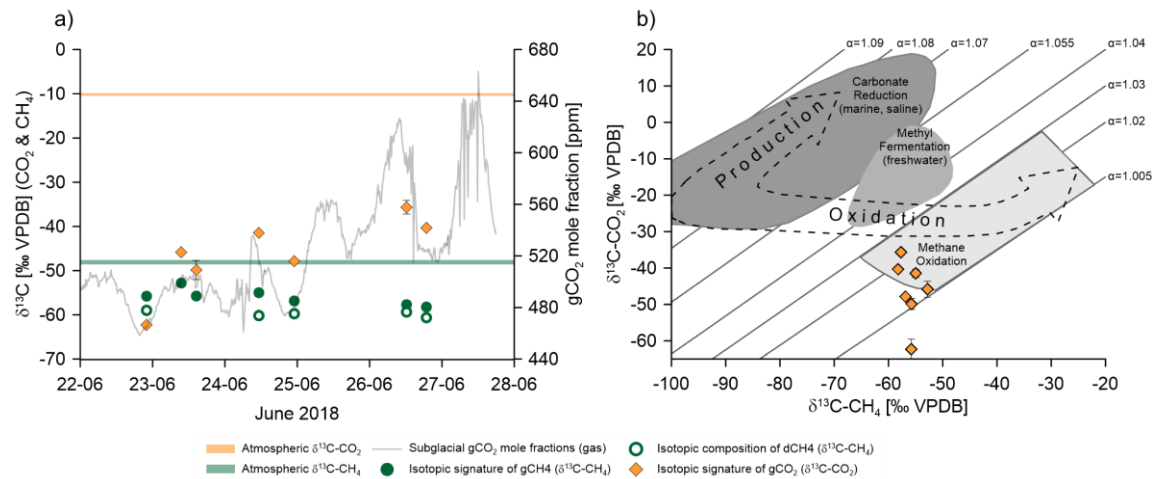 a)
δ¹³C [‰ VPDB] (CO₂ & CH₄)
0
-10
-20
-30
-40
-50
-60
-70
680
640
600
560
520
480
440
gCO₂ mole fraction [ppm]
22-06
23-06
24-06
25-06
26-06
27-06
28-06
June 2018
b)
α=1.09
α=1.08
α=1.07
α=1.055
α=1.04
α=1.03
α=1.02
α=1.005
δ¹³C-CO₂ [‰ VPDB]
20
10
0
-10
-20
-30
-40
-50
-60
Carbonate
Reduction
(marine, saline)
Methyl
Fermentation
(freshwater)
Production
Oxidation
Methane
Oxidation
-100
-90
-80
-70
-60
-50
-40
-30
-20
δ¹³C-CH₄ [‰ VPDB]
Atmospheric δ¹³C-CO₂
Subglacial gCO₂ mole fractions (gas)
Isotopic composition of dCH4 (δ¹³C-CH₄)
Atmospheric δ¹³C-CH₄
Isotopic signature of gCH4 (δ¹³C-CH₄)
Isotopic signature of gCO₂ (δ¹³C-CO₂)